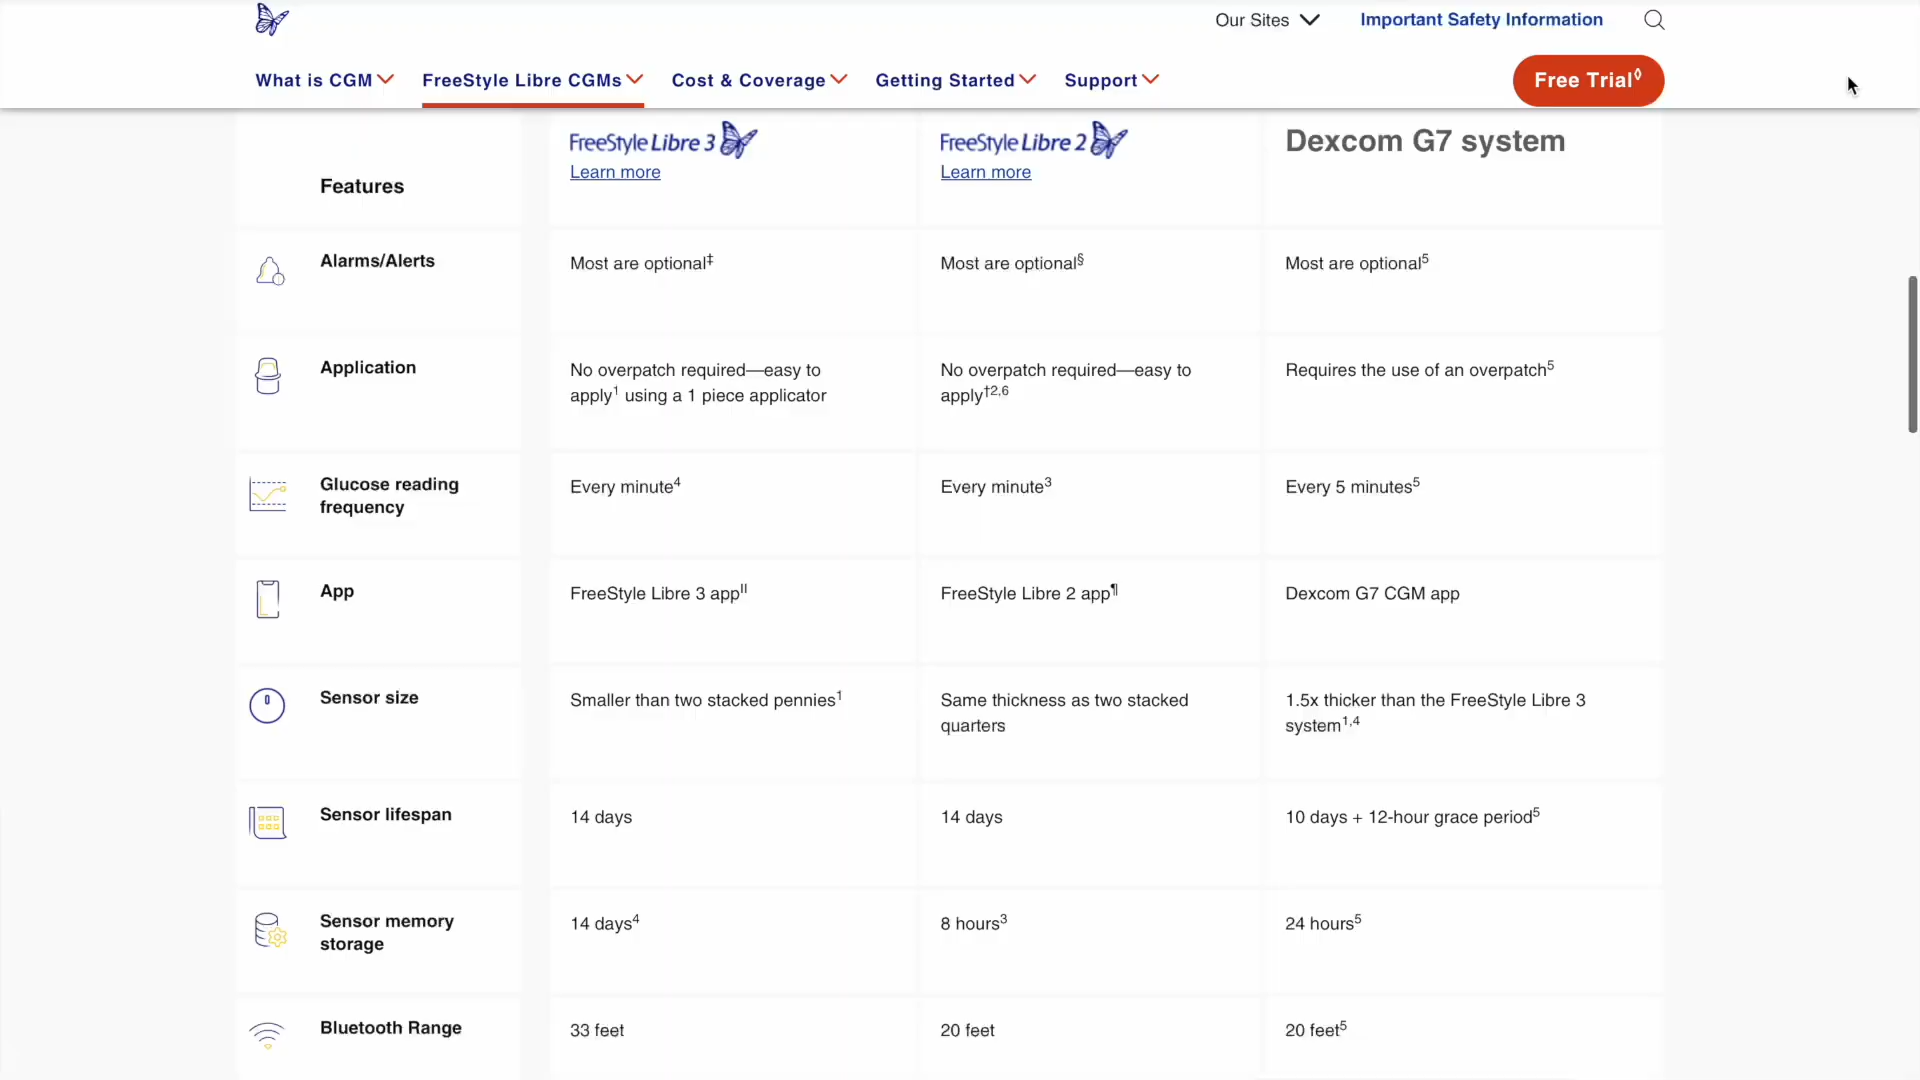 Our Sites
Important Safety Information
What is CGM
FreeStyle Libre CGMs
Cost & Coverage
Getting Started
Support
Free Trial◊
Features
FreeStyle Libre 3
Learn more
FreeStyle Libre 2
Learn more
Dexcom G7 system
Alarms/Alerts
Most are optional‡
Most are optional§
Most are optional5
Application
No overpatch required—easy to
apply1 using a 1 piece applicator
No overpatch required—easy to
apply†2,6
Requires the use of an overpatch5
Glucose reading
frequency
Every minute4
Every minute3
Every 5 minutes5
App
FreeStyle Libre 3 appII
FreeStyle Libre 2 app¶
Dexcom G7 CGM app
Sensor size
Smaller than two stacked pennies1
Same thickness as two stacked
quarters
1.5x thicker than the FreeStyle Libre 3
system1,4
Sensor lifespan
14 days
14 days
10 days + 12-hour grace period5
Sensor memory
storage
14 days4
8 hours3
24 hours5
Bluetooth Range
33 feet
20 feet
20 feet5